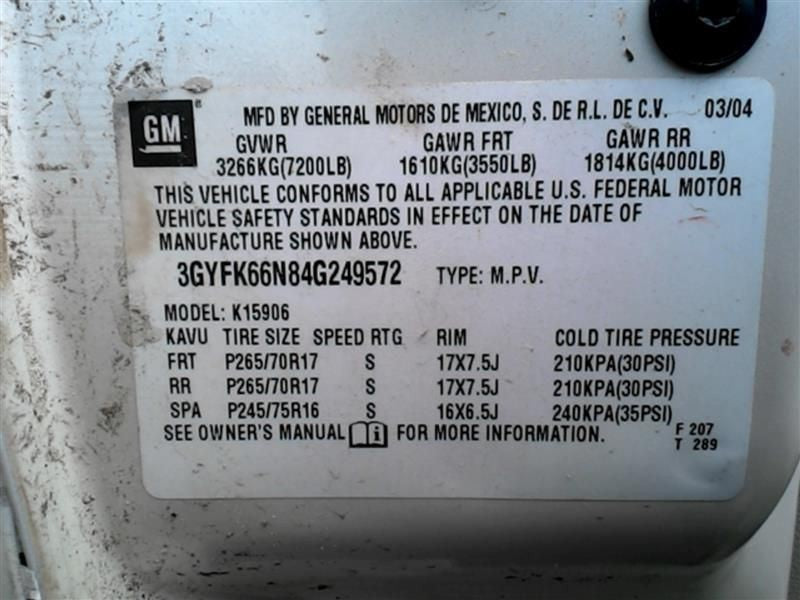 GM ® MFD BY GENERAL MOTORS DE MEXICO, S. DE R.L. DE C.V. 03/04
GVWR GAWR FRT GAWR RR
3266KG(7200LB) 1610KG(3550LB) 1814KG(4000LB)
THIS VEHICLE CONFORMS TO ALL APPLICABLE U.S. FEDERAL MOTOR
VEHICLE SAFETY STANDARDS IN EFFECT ON THE DATE OF
MANUFACTURE SHOWN ABOVE.
3GYFK66N84G249572 TYPE: M.P.V.
MODEL: K15906
KAVU TIRE SIZE SPEED RTG RIM COLD TIRE PRESSURE
FRT P265/70R17 S 17X7.5J 210KPA(30PSI)
RR P265/70R17 S 17X7.5J 210KPA(30PSI)
SPA P245/75R16 S 16X6.5J 240KPA(35PSI)
SEE OWNER'S MANUAL FOR MORE INFORMATION. F 207
T 289